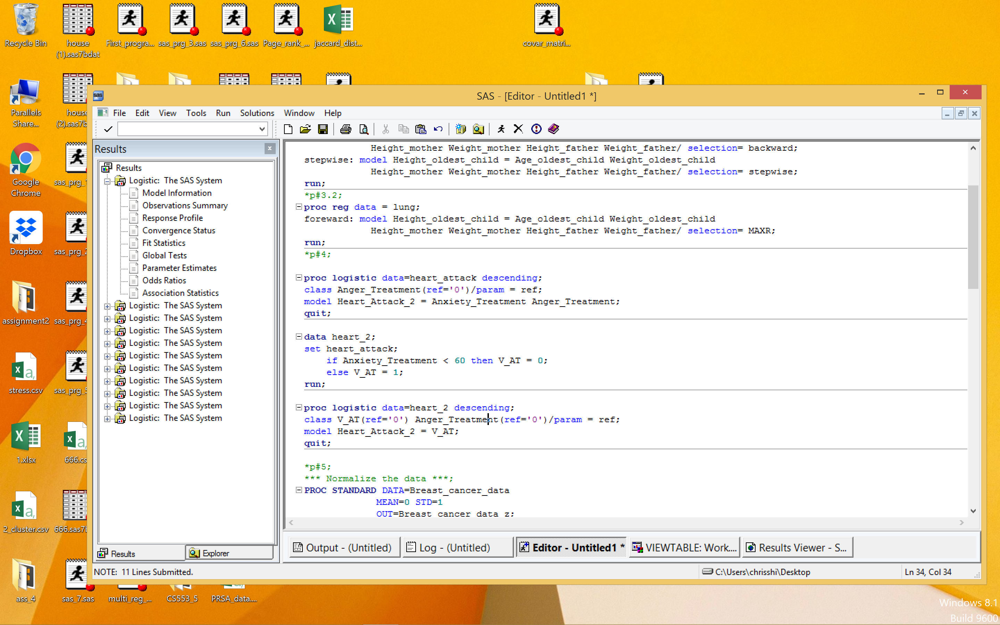 Recycle Bin
house
(1).sas7bdat
First_progra...
sas_prg_3.sas
sas_prg_6.sas
Page_rank_...
jaccard_dist...
covar_matri...
Parallels
Share...
house
(2).sas7b
Google
Chrome
sas_prg_1
Dropbox
sas_prg_2
assignment2
sas_prg_4
stress.csv
sas_prg_5
1.xlsx
666.cs
2_cluster.csv
666.sas7b
ass_4
sas_7.sas
multi_reg_...
CS553_5
PRSA_data....
SAS - [Editor - Untitled1 *]
File Edit View Tools Run Solutions Window Help
Results
Results
Logistic: The SAS System
Model Information
Observations Summary
Response Profile
Convergence Status
Fit Statistics
Global Tests
Parameter Estimates
Odds Ratios
Association Statistics
Logistic: The SAS System
Logistic: The SAS System
Logistic: The SAS System
Logistic: The SAS System
Logistic: The SAS System
Logistic: The SAS System
Logistic: The SAS System
Logistic: The SAS System
Logistic: The SAS System
Logistic: The SAS System
Results
Explorer
Height_mother Weight_mother Height_father Weight_father/ selection= backward;
stepwise: model Height_oldest_child = Age_oldest_child Weight_oldest_child
Height_mother Weight_mother Height_father Weight_father/ selection= stepwise;
run;
*p#3.2;
proc reg data = lung;
foreward: model Height_oldest_child = Age_oldest_child Weight_oldest_child
Height_mother Weight_mother Height_father Weight_father/ selection= MAXR;
run;
*p#4;
proc logistic data=heart_attack descending;
class Anger_Treatment(ref='0')/param = ref;
model Heart_Attack_2 = Anxiety_Treatment Anger_Treatment;
quit;
data heart_2;
set heart_attack;
if Anxiety_Treatment < 60 then V_AT = 0;
else V_AT = 1;
run;
proc logistic data=heart_2 descending;
class V_AT(ref='0') Anger_Treatment(ref='0')/param = ref;
model Heart_Attack_2 = V_AT;
quit;
*p#5;
*** Normalize the data ***;
PROC STANDARD DATA=Breast_cancer_data
MEAN=0 STD=1
OUT=Breast_cancer_data_z;
Output - (Untitled)
Log - (Untitled)
Editor - Untitled1 *
VIEWTABLE: Work....
Results Viewer - S...
NOTE: 11 Lines Submitted.
C:\Users\chrisshi\Desktop
Ln 34, Col 34
Windows 8.1
Build 9600